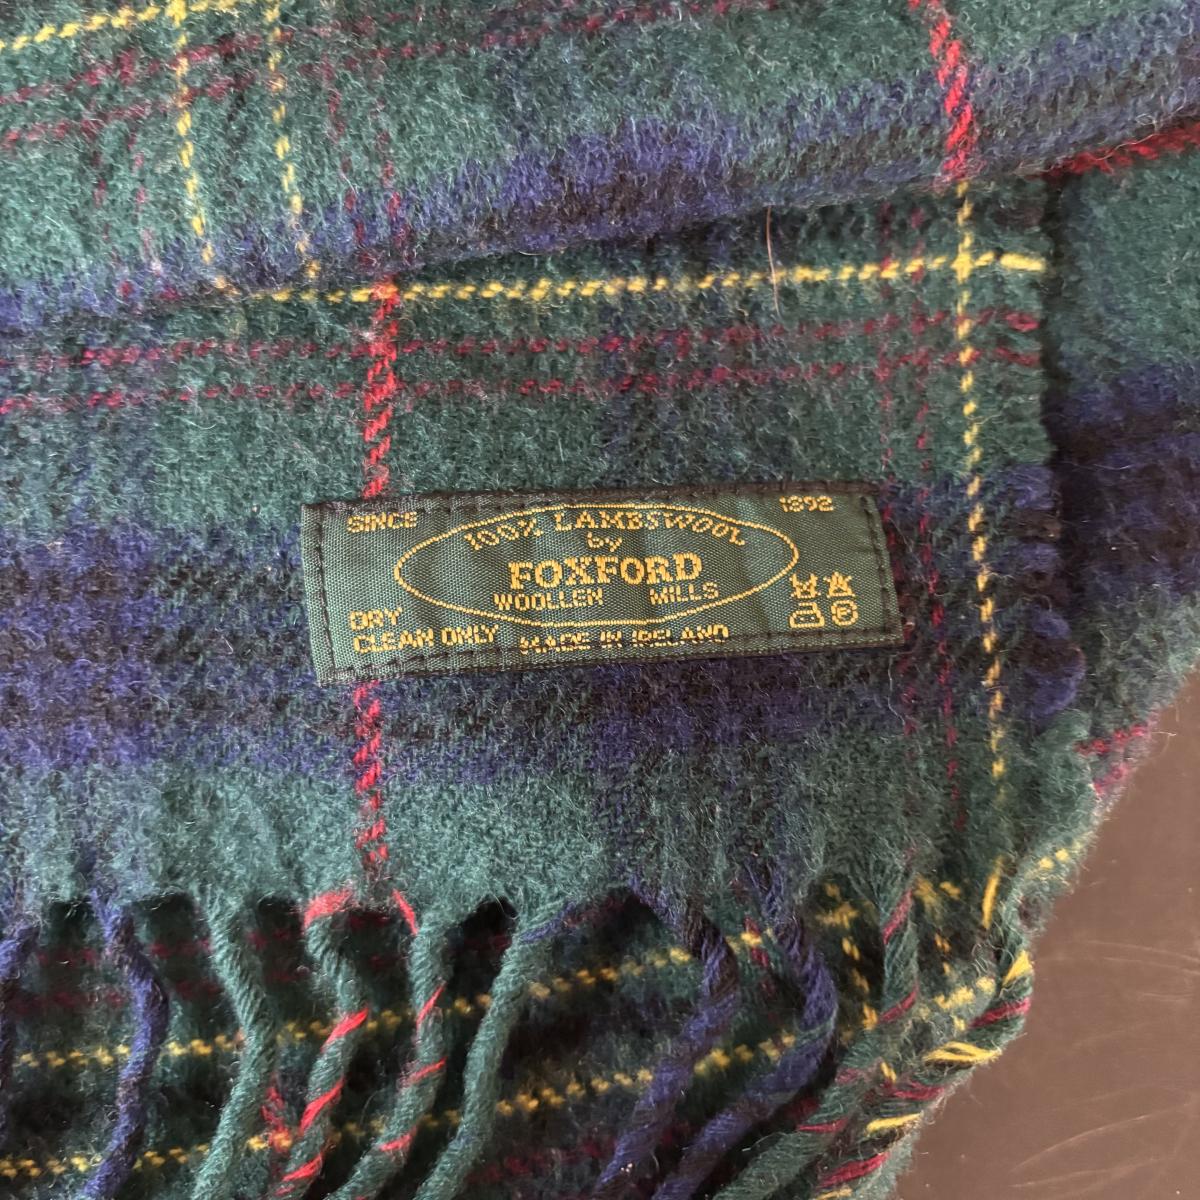 SINCE 1892
100% LAMBSWOOL
by
FOXFORD
WOOLLEN MILLS
DRY
CLEAN ONLY
MADE IN IRELAND